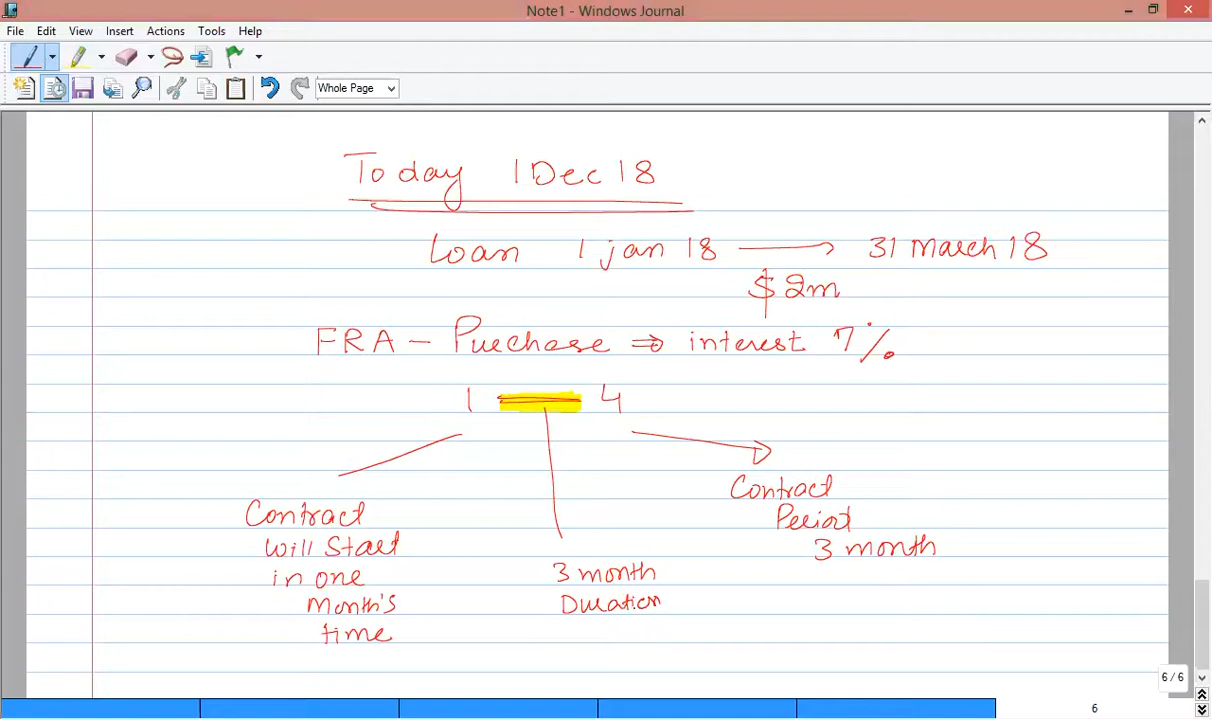 Note1 - Windows Journal
File Edit View Insert Actions Tools Help
Whole Page
Today 1 Dec 18
Loan 1 jan 18 → 31 March 18
$ 2m
FRA - Purchase ⇒ interest 7%
1 4
Contract
Will Start
in one
Month's
time
3 month
Duration
Contract
Period
3 month
6 / 6
6